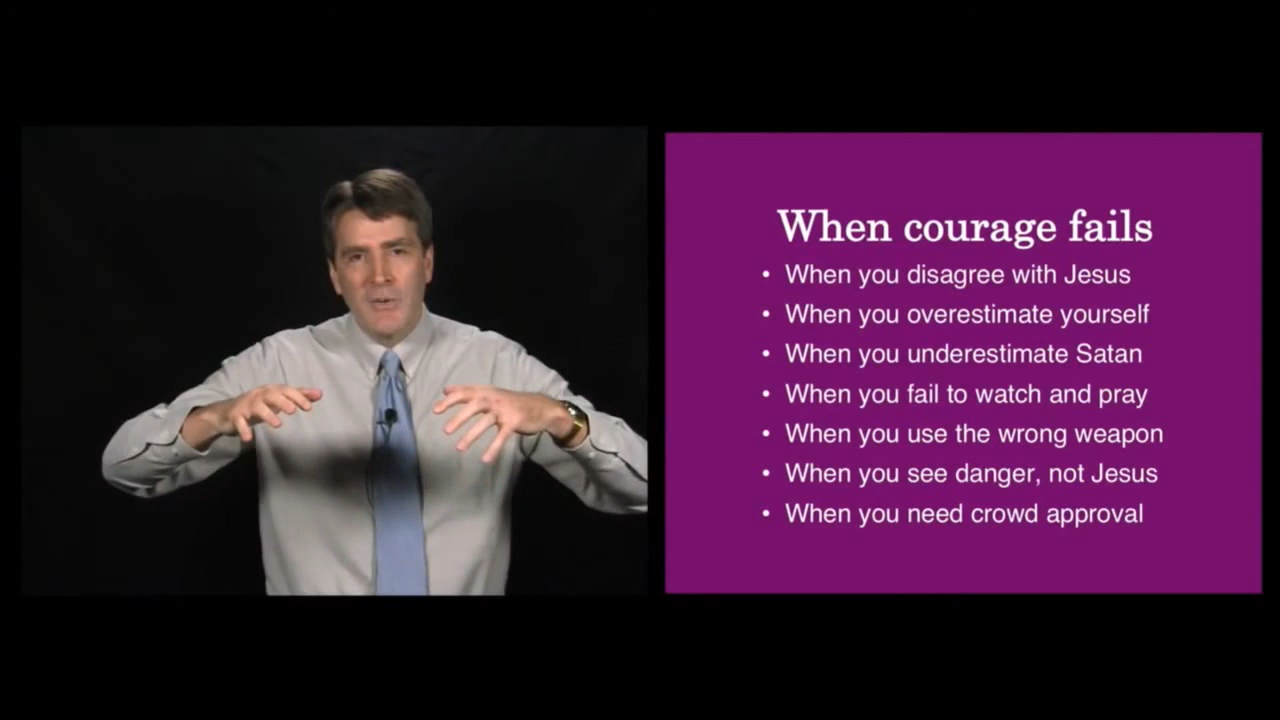 When courage fails
• When you disagree with Jesus
• When you overestimate yourself
• When you underestimate Satan
• When you fail to watch and pray
• When you use the wrong weapon
• When you see danger, not Jesus
• When you need crowd approval